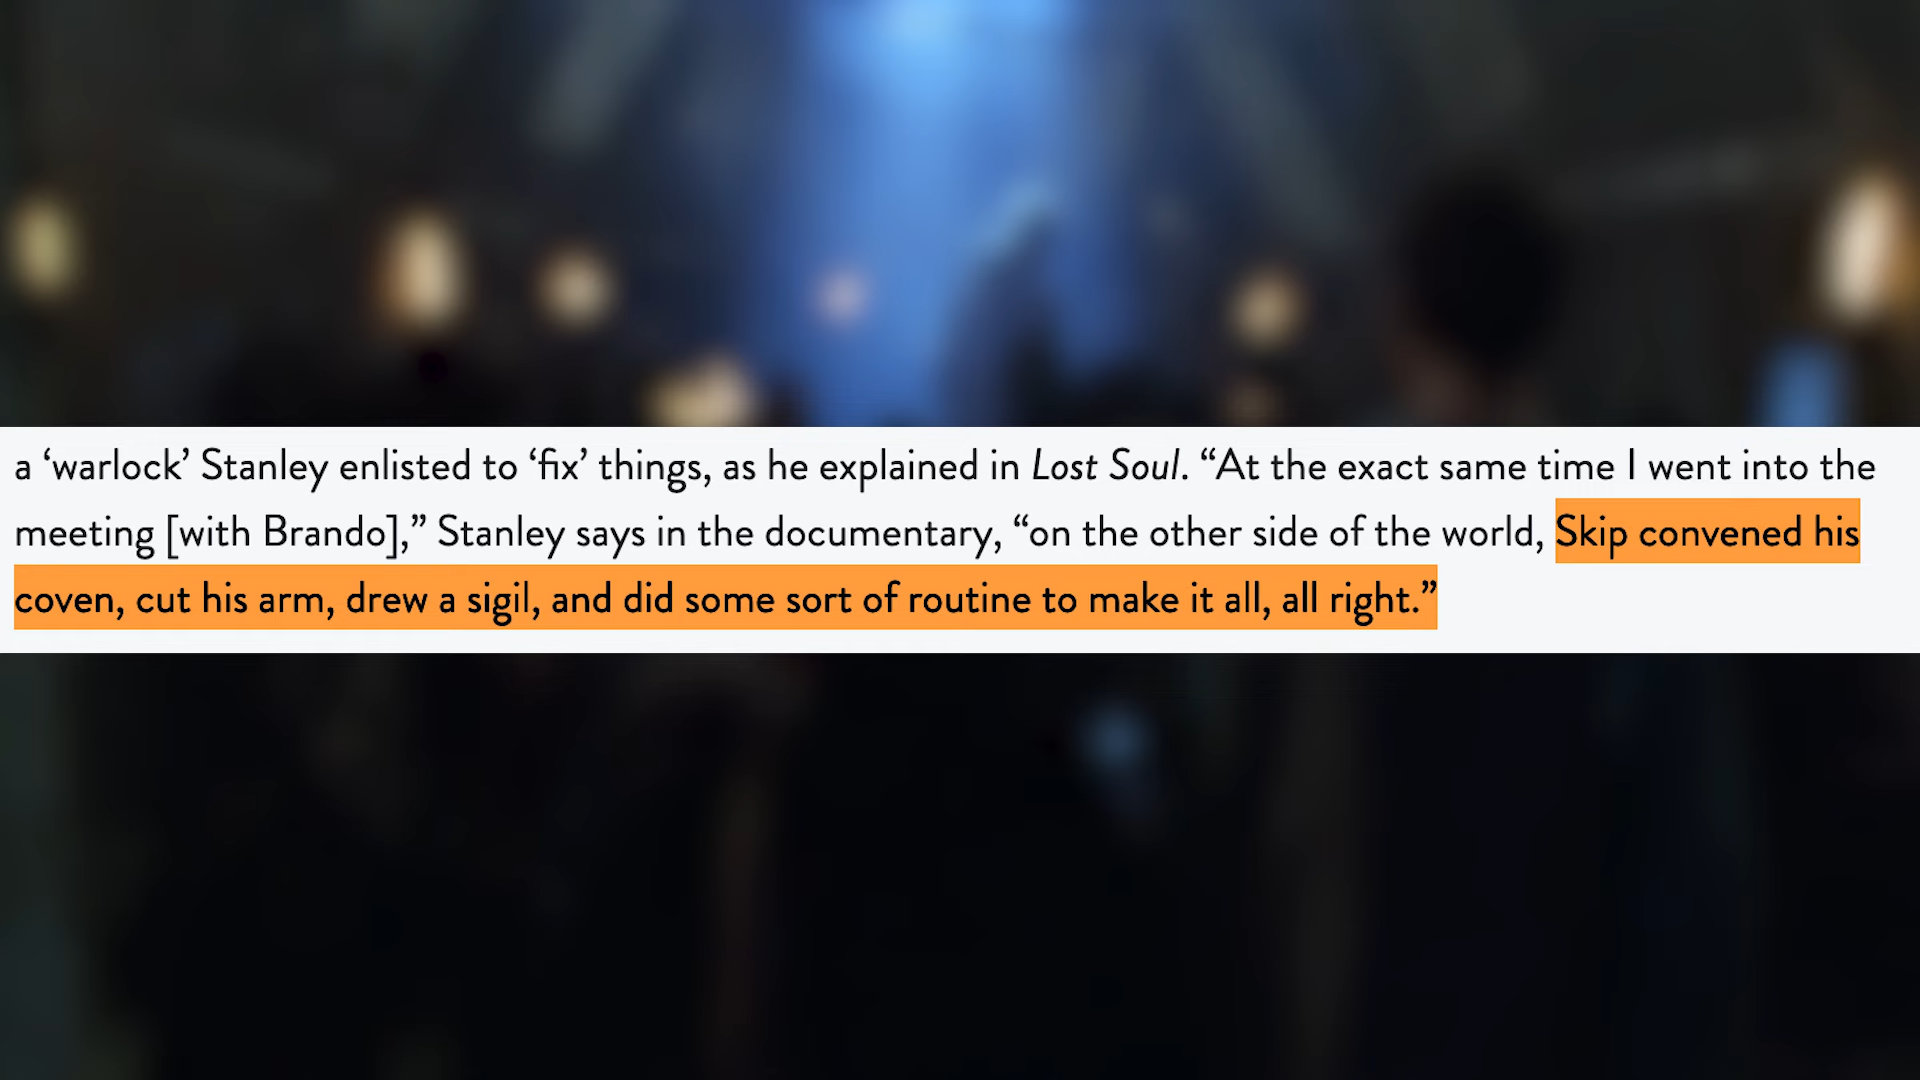 a ‘warlock’ Stanley enlisted to ‘fix’ things, as he explained in Lost Soul. “At the exact same time I went into the
meeting [with Brando],” Stanley says in the documentary, “on the other side of the world, Skip convened his
coven, cut his arm, drew a sigil, and did some sort of routine to make it all, all right.”